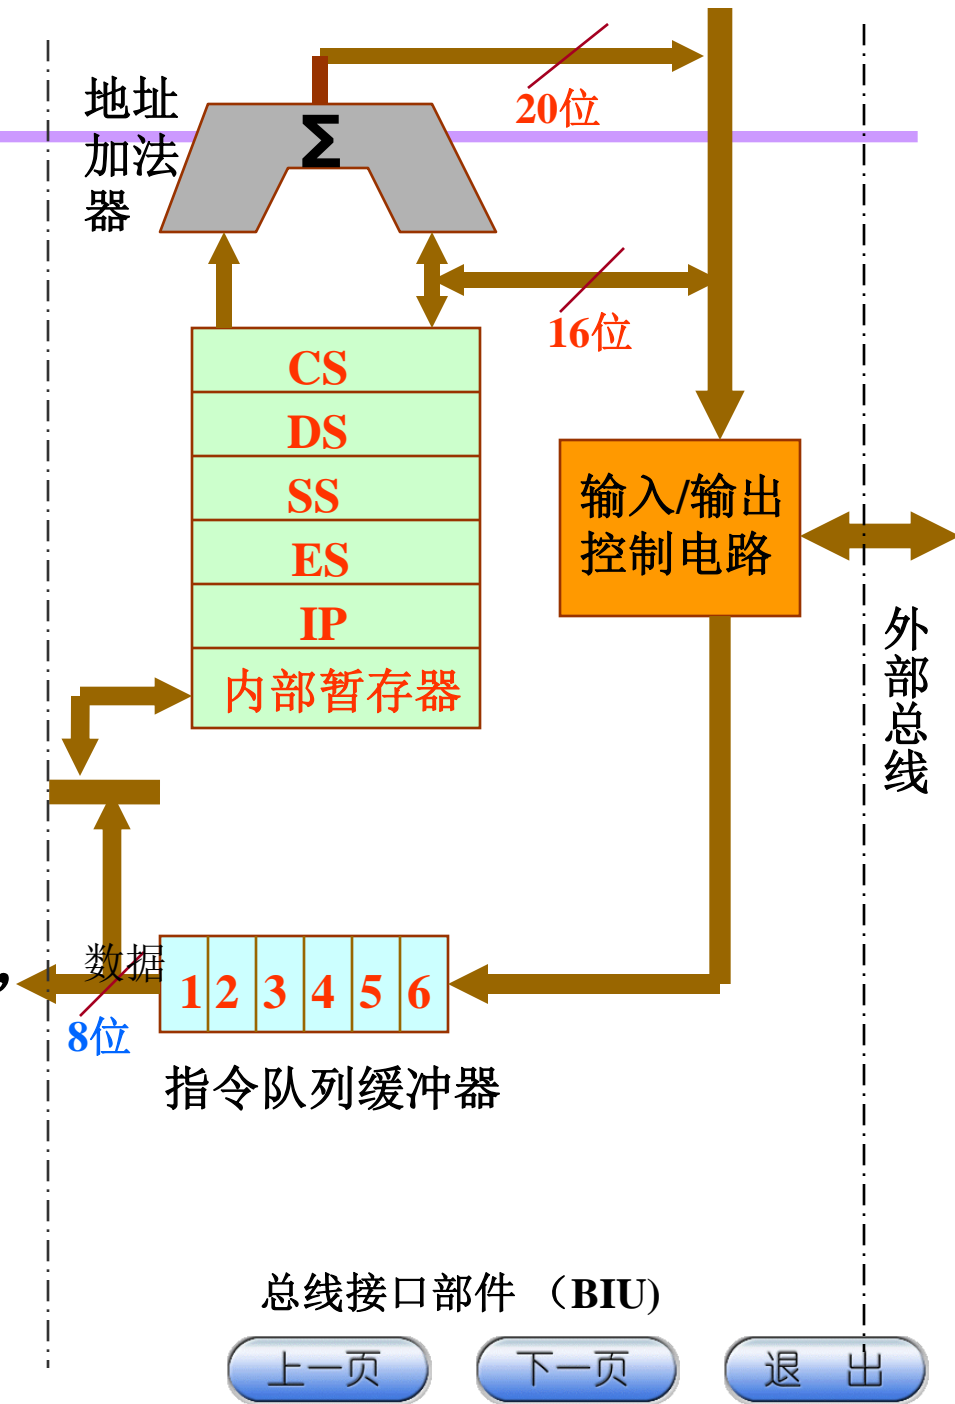 地址
加法
器
Σ
20位
16位
CS
DS
SS
ES
IP
内部暂存器
输入/输出
控制电路
外
部
总
线
,
数据
8位
1 2 3 4 5 6
指令队列缓冲器
总线接口部件 （BIU)
上一页 下一页 退 出